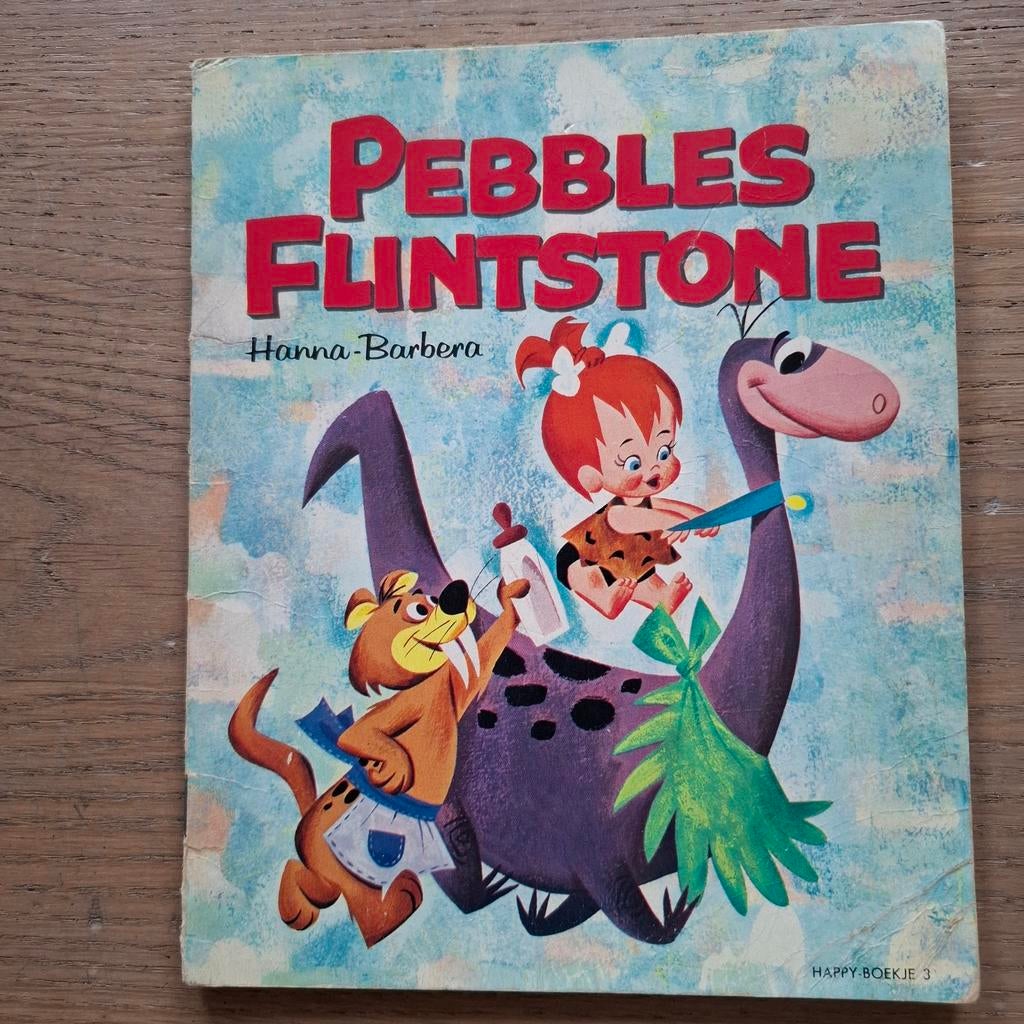 PEBBLES
FLINTSTONE
Hanna-Barbera
HAPPY-BOEKJE 3